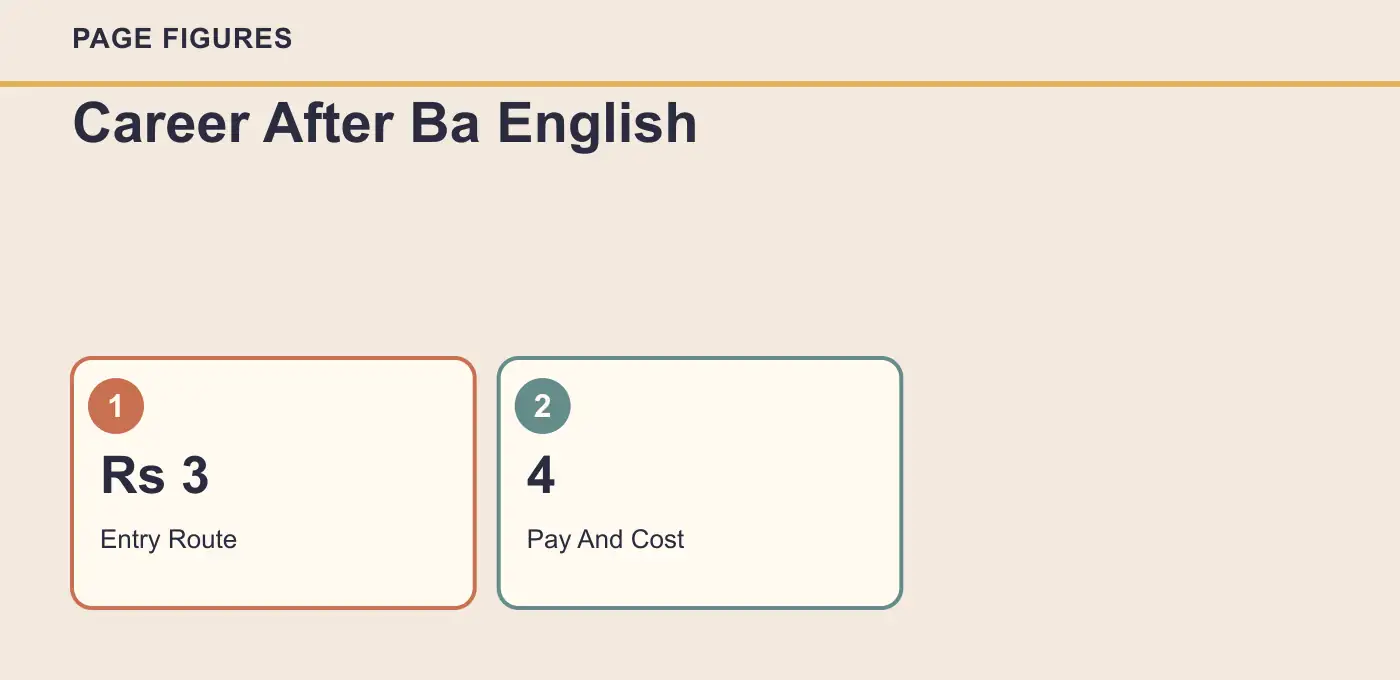 PAGE FIGURES
Career After Ba English
1
Rs 3
Entry Route
2
4
Pay And Cost